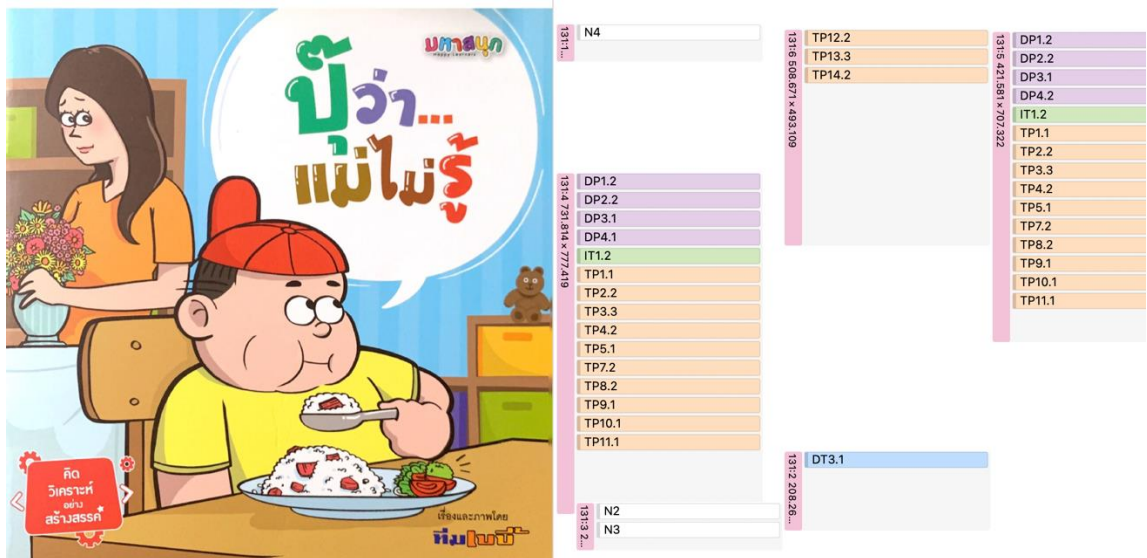 มหาสนุก
Happy Learners
ปุ๊ว่า...
แม่ไม่รู้
คิด
วิเคราะห์
อย่าง
สร้างสรรค์
เรื่องและภาพโดย
131:1...
N4
131:4 731.814 × 777.419
DP1.2
DP2.2
DP3.1
DP4.1
IT1.2
TP1.1
TP2.2
TP3.3
TP4.2
TP5.1
TP7.2
TP8.2
TP9.1
TP10.1
TP11.1
131:3 2...
N2
N3
131:6 508.671 × 493.109
TP12.2
TP13.3
TP14.2
131:2 208.26...
DT3.1
131:5 421.581 × 707.322
DP1.2
DP2.2
DP3.1
DP4.2
IT1.2
TP1.1
TP2.2
TP3.3
TP4.2
TP5.1
TP7.2
TP8.2
TP9.1
TP10.1
TP11.1